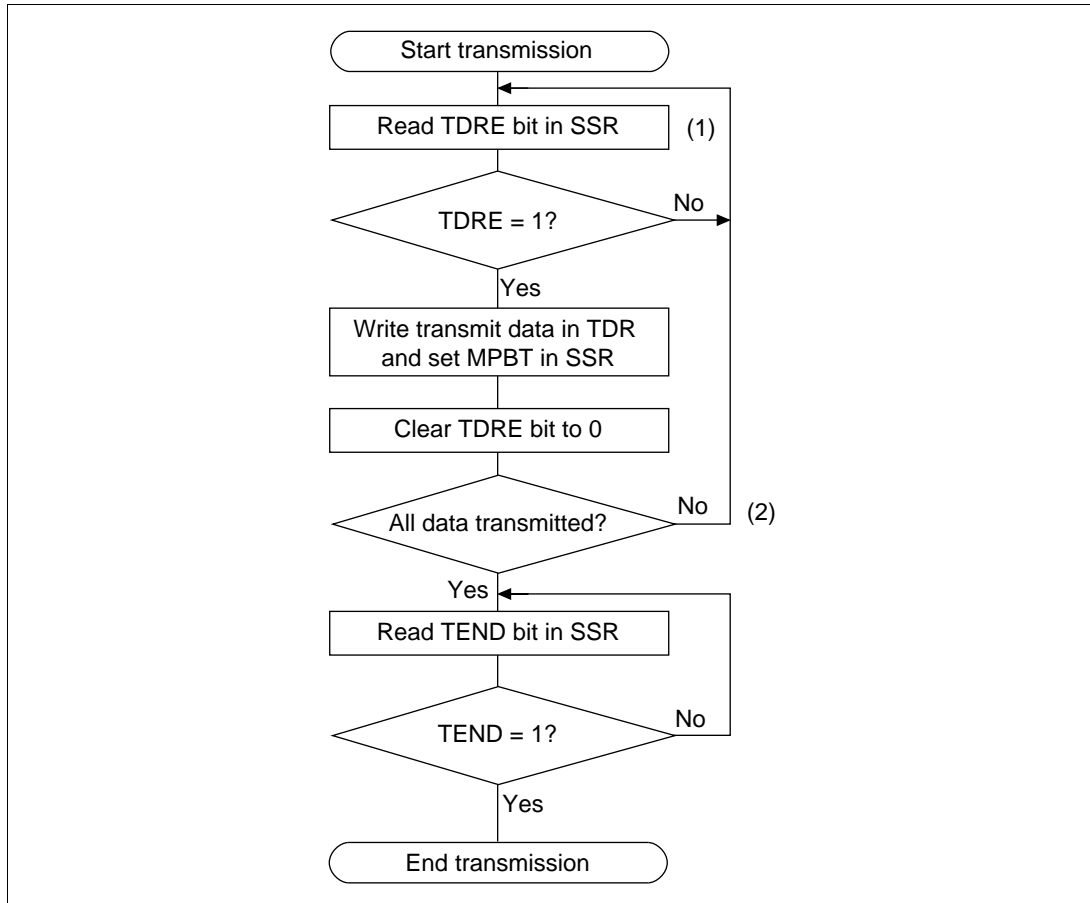 Start transmission
Read TDRE bit in SSR
(1)
TDRE = 1?
No
Yes
Write transmit data in TDR
and set MPBT in SSR
Clear TDRE bit to 0
All data transmitted?
No
(2)
Yes
Read TEND bit in SSR
TEND = 1?
No
Yes
End transmission